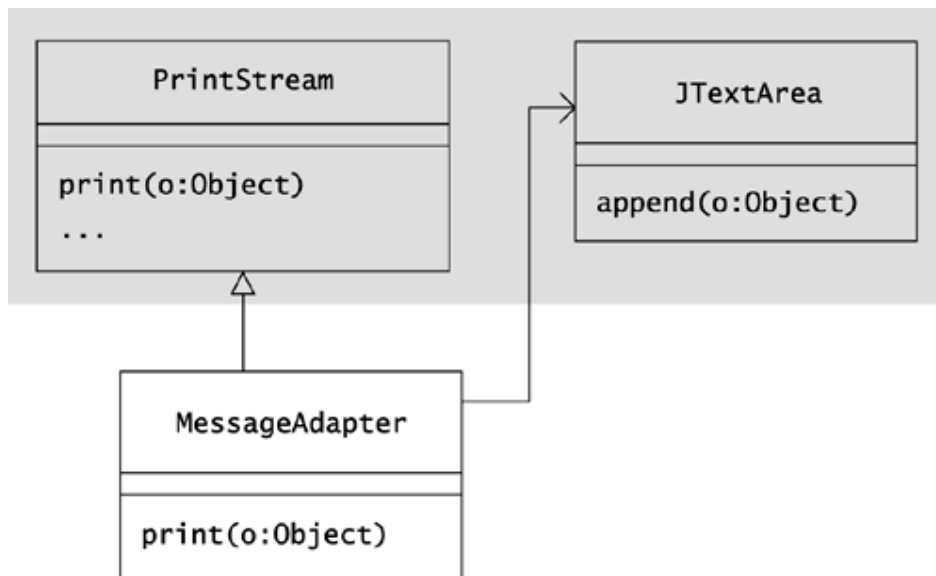 PrintStream
print(o:Object)
...
JTextArea
append(o:Object)
MessageAdapter
print(o:Object)